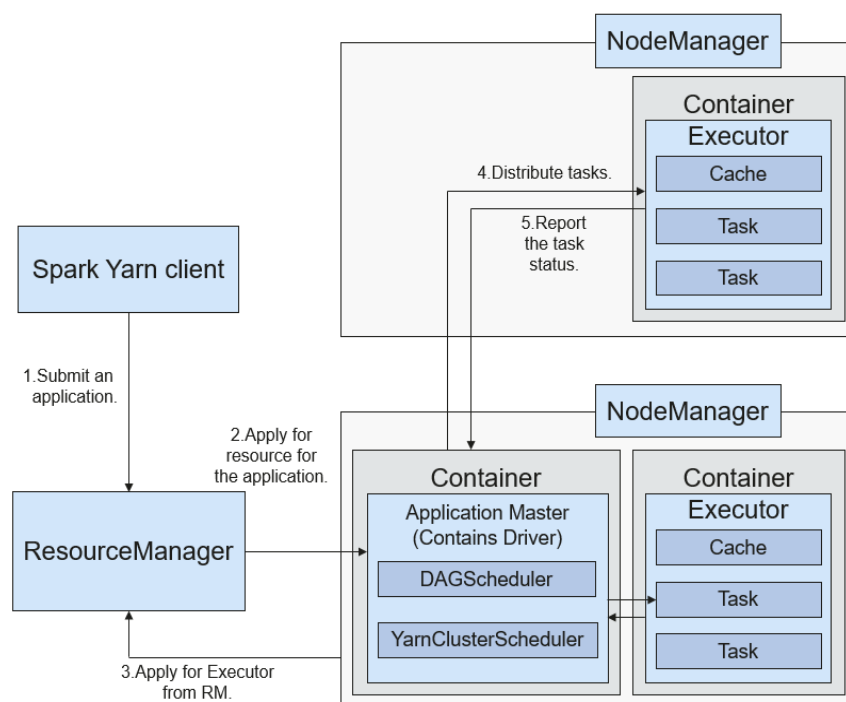 NodeManager
Container
Executor
Cache
Task
Task
4.Distribute tasks.
5.Report
the task
status.
Spark Yarn client
1.Submit an
application.
2.Apply for
resource for
the application.
ResourceManager
3.Apply for Executor
from RM.
NodeManager
Container
Application Master
(Contains Driver)
DAGScheduler
YarnClusterScheduler
Container
Executor
Cache
Task
Task